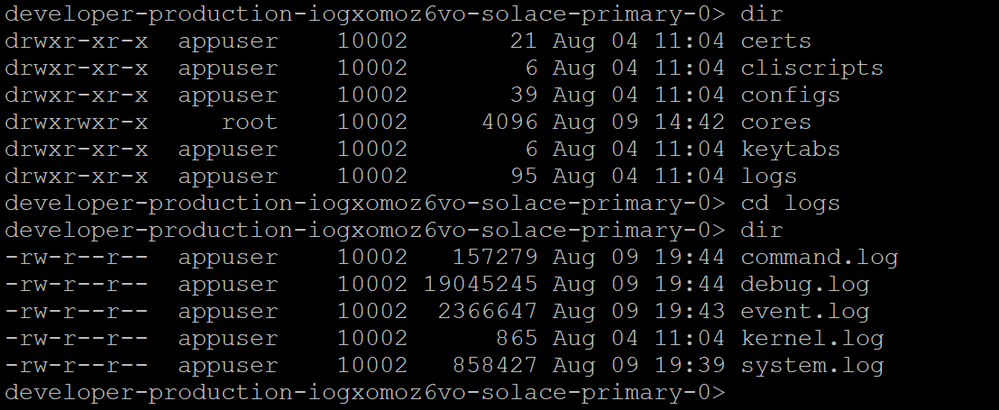 developer-production-iogxomoz6vo-solace-primary-0> dir
drwxr-xr-x  appuser    10002       21 Aug 04 11:04 certs
drwxr-xr-x  appuser    10002        6 Aug 04 11:04 cliscripts
drwxr-xr-x  appuser    10002       39 Aug 04 11:04 configs
drwxrwxr-x     root    10002     4096 Aug 09 14:42 cores
drwxr-xr-x  appuser    10002        6 Aug 04 11:04 keytabs
drwxr-xr-x  appuser    10002       95 Aug 04 11:04 logs
developer-production-iogxomoz6vo-solace-primary-0> cd logs
developer-production-iogxomoz6vo-solace-primary-0> dir
-rw-r--r--  appuser    10002   157279 Aug 09 19:44 command.log
-rw-r--r--  appuser    10002 19045245 Aug 09 19:44 debug.log
-rw-r--r--  appuser    10002  2366647 Aug 09 19:43 event.log
-rw-r--r--  appuser    10002      865 Aug 04 11:04 kernel.log
-rw-r--r--  appuser    10002   858427 Aug 09 19:39 system.log
developer-production-iogxomoz6vo-solace-primary-0>